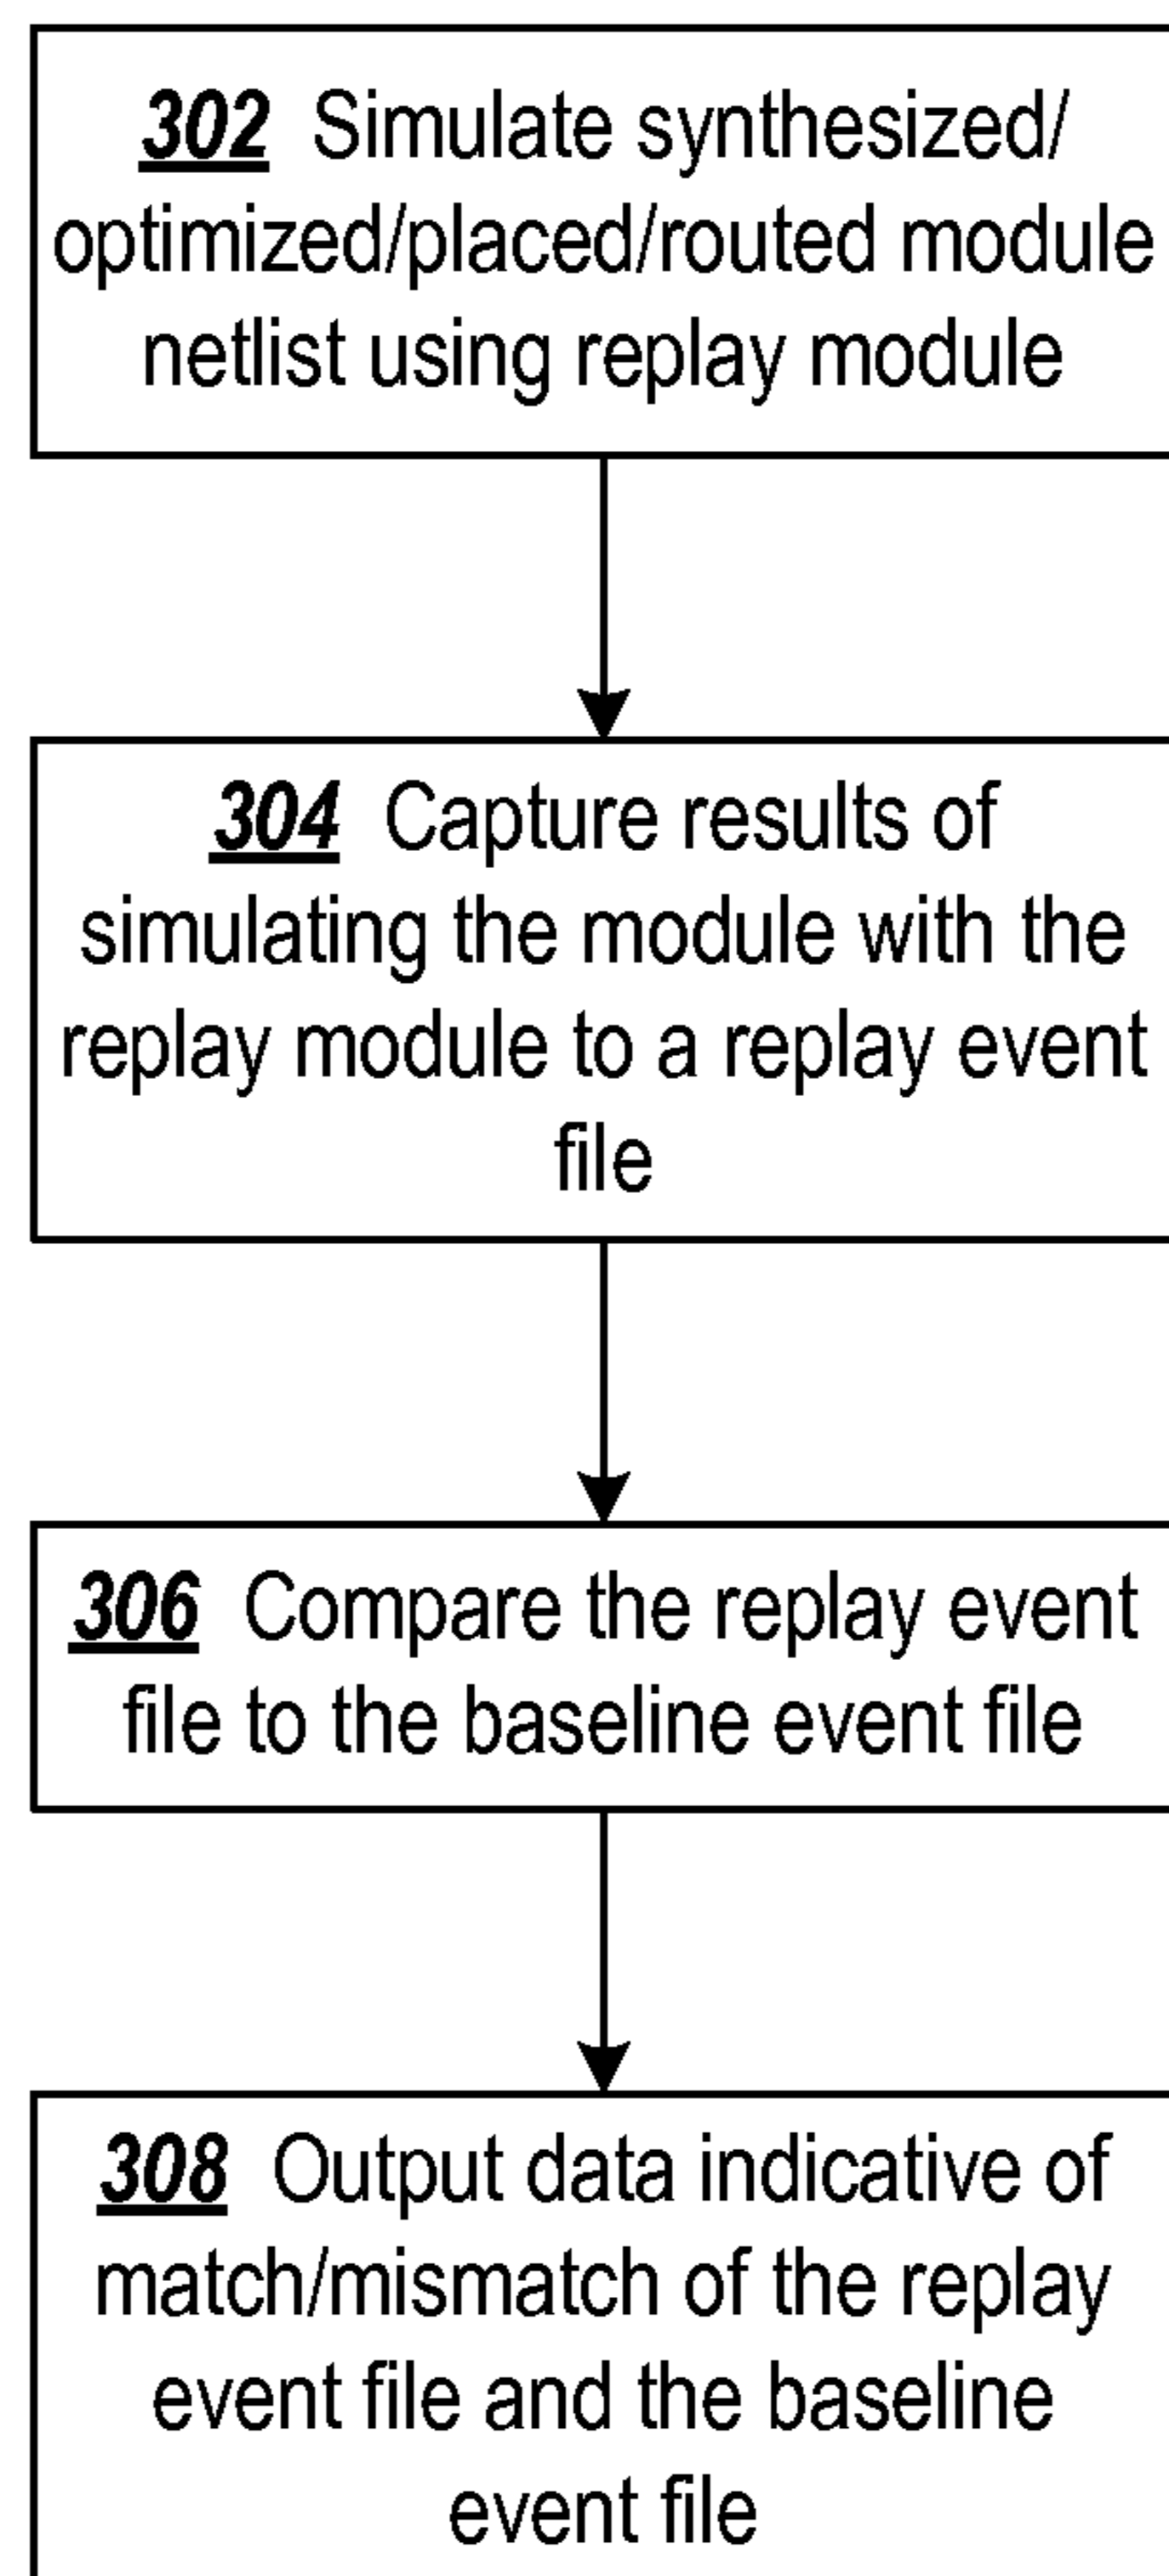 302 Simulate synthesized/
optimized/placed/routed module
netlist using replay module
304 Capture results of
simulating the module with the
replay module to a replay event
file
306 Compare the replay event
file to the baseline event file
308 Output data indicative of
match/mismatch of the replay
event file and the baseline
event file